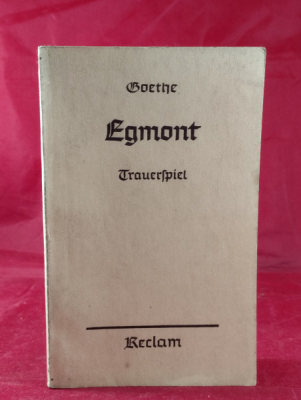 Goethe
Egmont
Trauerſpiel
Reclam